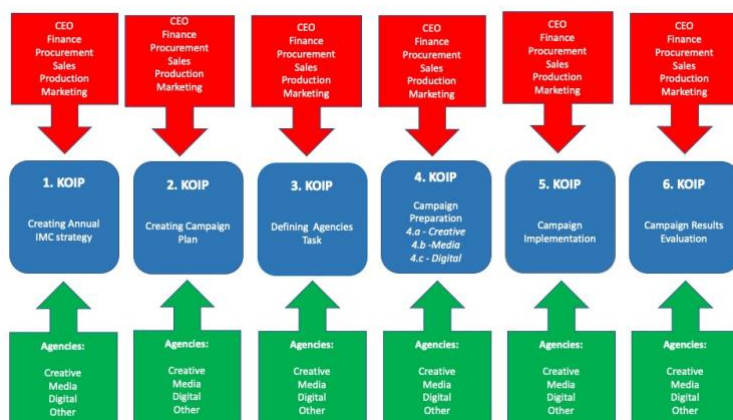 CEO
Finance
Procurement
Sales
Production
Marketing
CEO
Finance
Procurement
Sales
Production
Marketing
CEO
Finance
Procurement
Sales
Production
Marketing
CEO
Finance
Procurement
Sales
Production
Marketing
CEO
Finance
Procurement
Sales
Production
Marketing
CEO
Finance
Procurement
Sales
Production
Marketing
1. KOIP
Creating Annual
IMC strategy
2. KOIP
Creating Campaign
Plan
3. KOIP
Defining Agencies
Task
4. KOIP
Campaign
Preparation
4.a - Creative
4.b -Media
4.c - Digital
5. KOIP
Campaign
Implementation
6. KOIP
Campaign Results
Evaluation
Agencies:
Creative
Media
Digital
Other
Agencies:
Creative
Media
Digital
Other
Agencies:
Creative
Media
Digital
Other
Agencies:
Creative
Media
Digital
Other
Agencies:
Creative
Media
Digital
Other
Agencies:
Creative
Media
Digital
Other